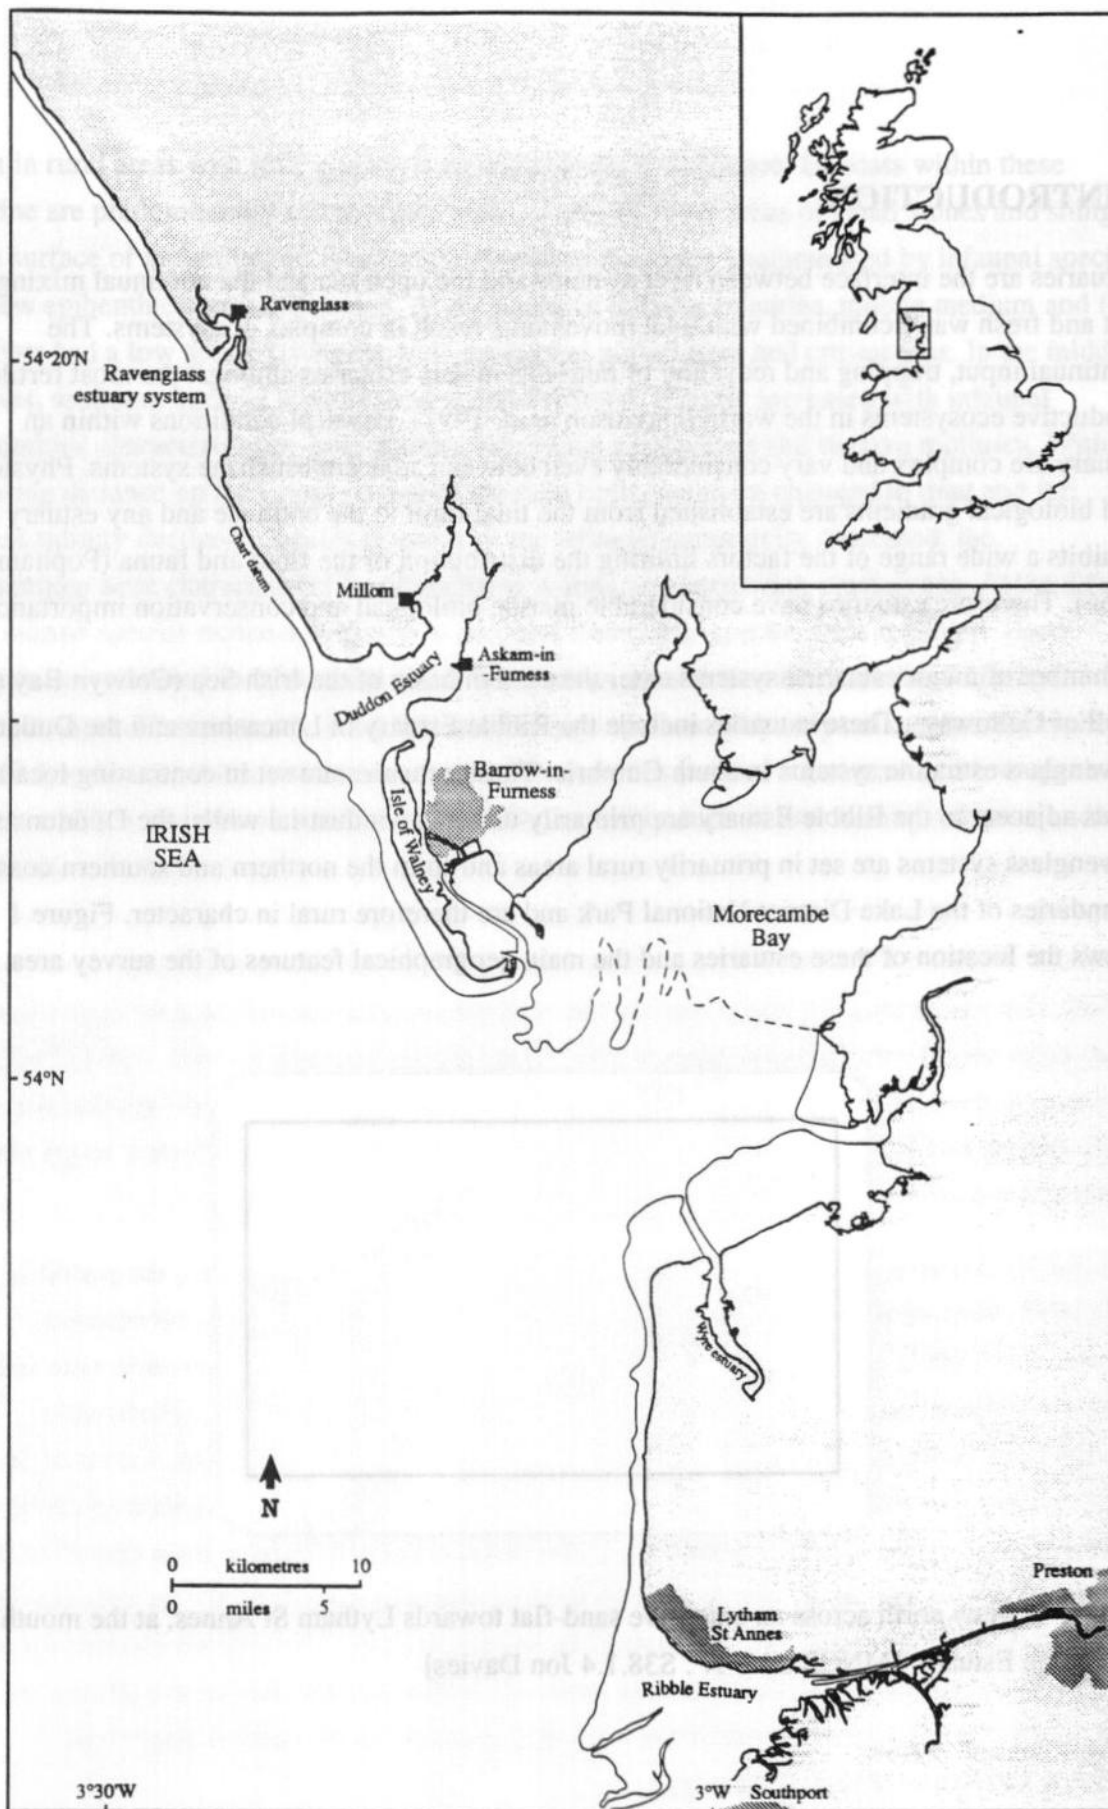 Ravenglass
54°20'N
Ravenglass
estuary system
Chart datum
Millom
Askam-in
-Furness
Duddon Estuary
Barrow-in-
Furness
Isle of Walney
IRISH
SEA
Morecambe
Bay
54°N
Wyre estuary
N
0 kilometres 10
0 miles 5
Preston
Lytham
St Annes
Ribble Estuary
3°30'W
3°W Southport